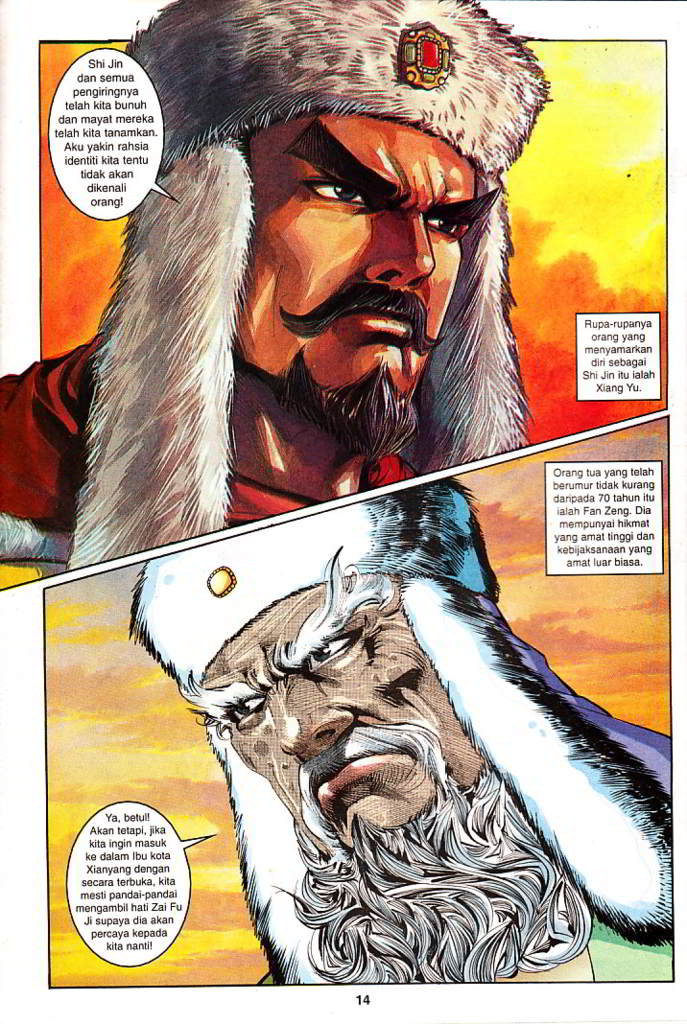 Shi Jin
dan semua
pengiringnya
telah kita bunuh
dan mayat mereka
telah kita tanamkan.
Aku yakin rahsia
identiti kita tentu
tidak akan
dikenali
orang!
Rupa-rupanya
orang yang
menyamarkan
diri sebagai
Shi Jin itu ialah
Xiang Yu.
Orang tua yang telah
berumur tidak kurang
daripada 70 tahun itu
ialah Fan Zeng. Dia
mempunyai hikmat
yang amat tinggi dan
kebijaksanaan yang
amat luar biasa.
Ya, betul!
Akan tetapi, jika
kita ingin masuk
ke dalam Ibu kota
Xianyang dengan
secara terbuka, kita
mesti pandai-pandai
mengambil hati Zai Fu
Ji supaya dia akan
percaya kepada
kita nanti!
14